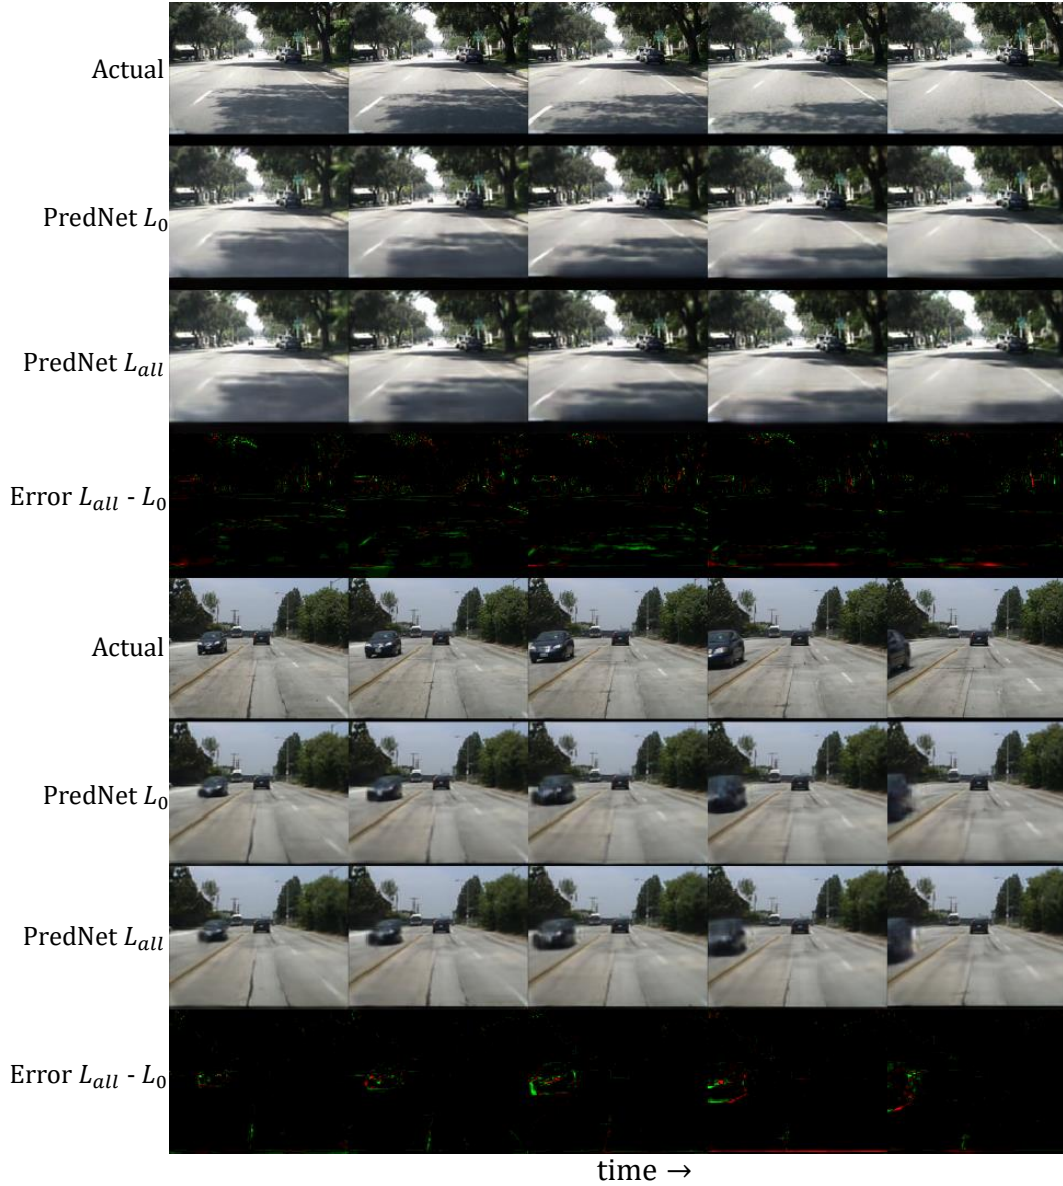 Actual
PredNet L₀
PredNet Lₐₗₗ
Error Lₐₗₗ - L₀
Actual
PredNet L₀
PredNet Lₐₗₗ
Error Lₐₗₗ - L₀
time →